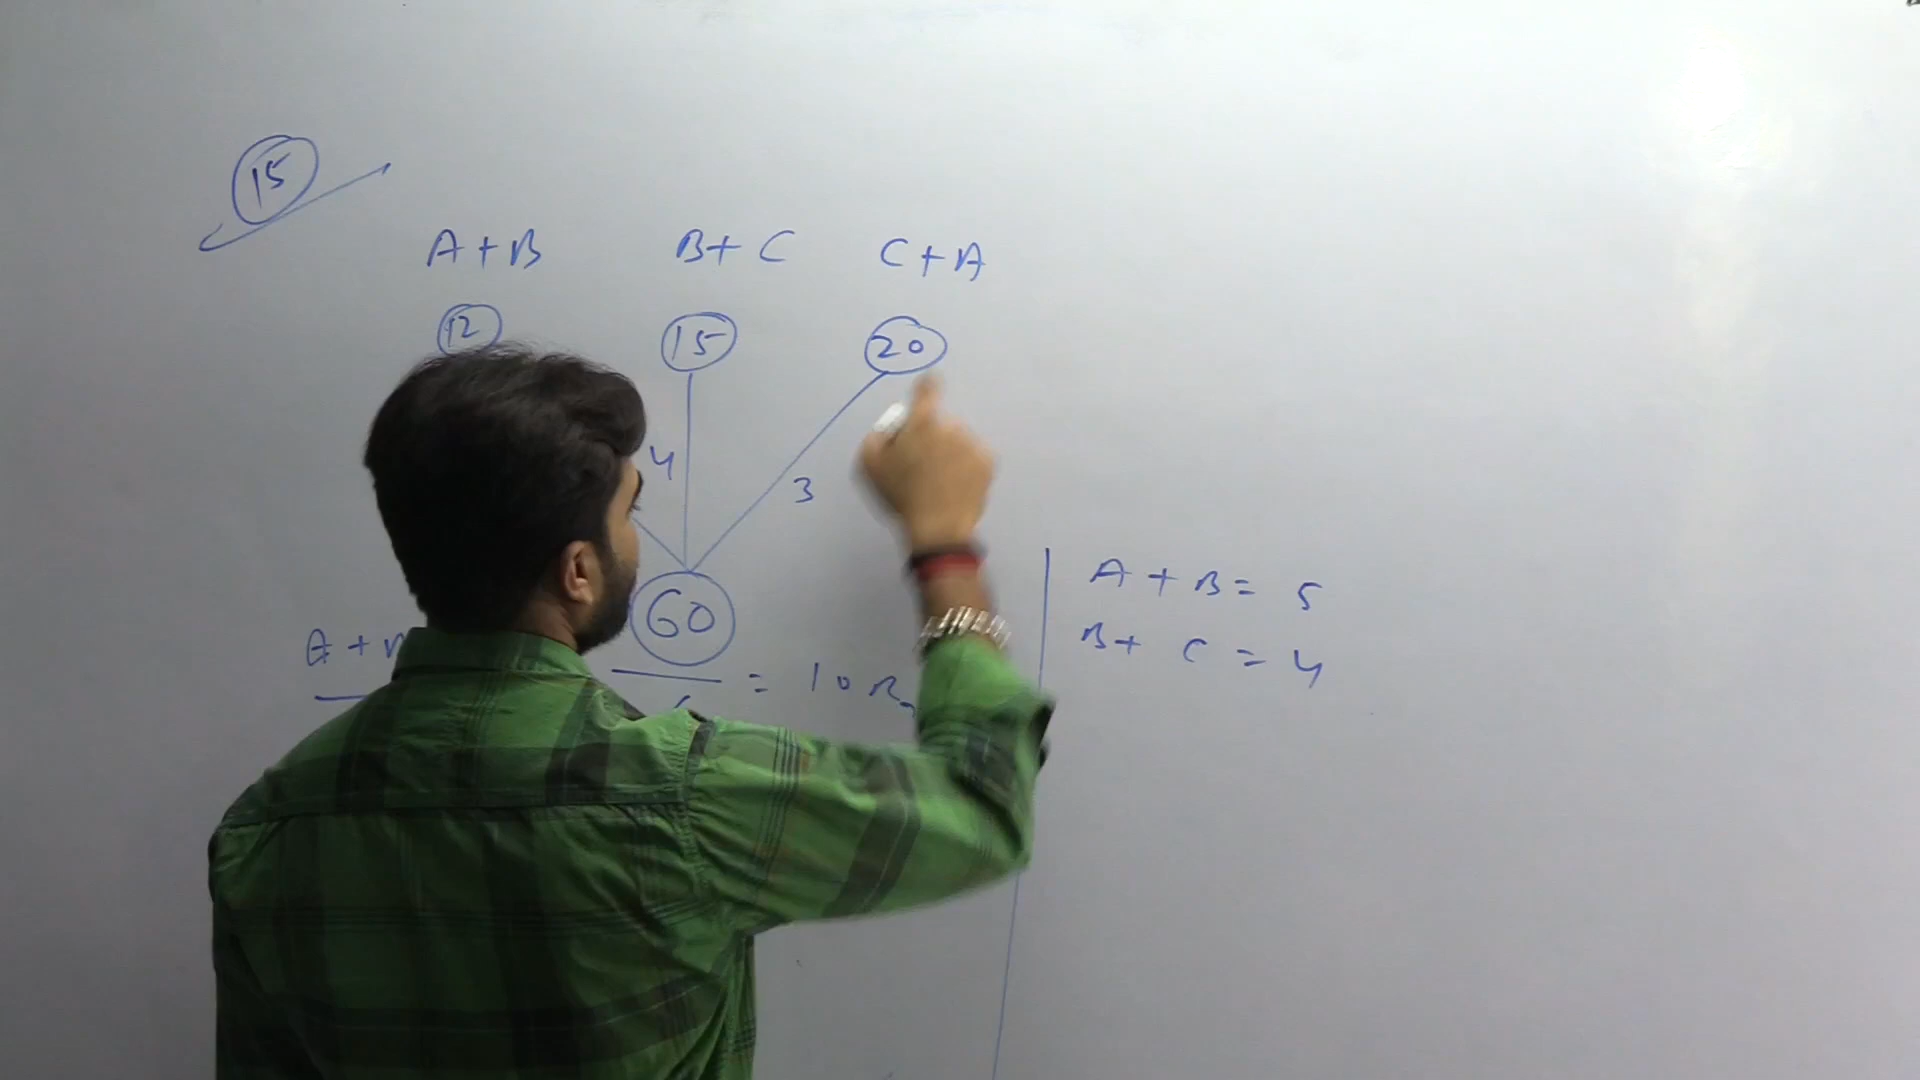 15
A + B B + C C + A
12 15 20
4 3
60
A +
= 10
A + B = 5
B + C = 4